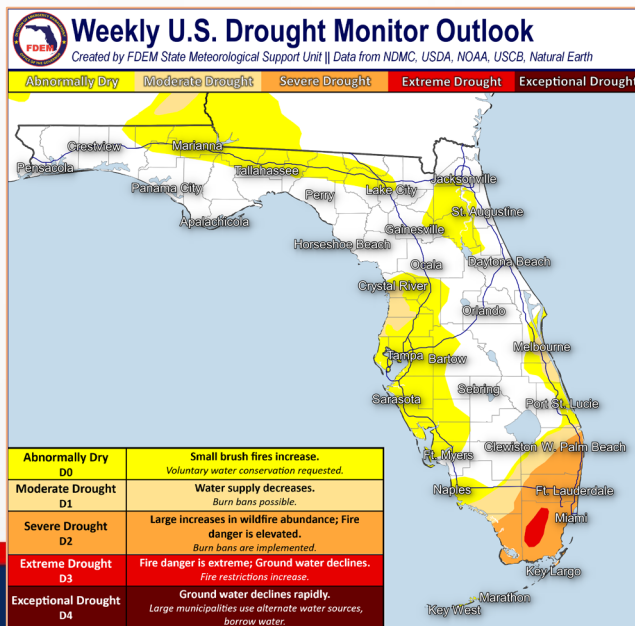 Weekly U.S. Drought Monitor Outlook
FDEM
Created by FDEM State Meteorological Support Unit || Data from NDMC, USDA, NOAA, USCB, Natural Earth
Abnormally Dry Moderate Drought Severe Drought Extreme Drought Exceptional Drought
Crestview
Marianna
Pensacola
Tallahassee
Panama City
Perry
Lake City
Jacksonville
Apalachicola
St. Augustine
Gainesville
Horseshoe Beach
Ocala
Daytona Beach
Crystal River
Orlando
Melbourne
Tampa
Bartow
Sebring
Sarasota
Port St. Lucie
Clewiston
W. Palm Beach
Ft. Myers
Naples
Ft. Lauderdale
Miami
Key Largo
Marathon
Key West
Abnormally Dry
D0
Small brush fires increase.
Voluntary water conservation requested.
Moderate Drought
D1
Water supply decreases.
Burn bans possible.
Severe Drought
D2
Large increases in wildfire abundance; Fire
danger is elevated.
Burn bans are implemented.
Extreme Drought
D3
Fire danger is extreme; Ground water declines.
Fire restrictions increase.
Exceptional Drought
D4
Ground water declines rapidly.
Large municipalities use alternate water sources,
borrow water.